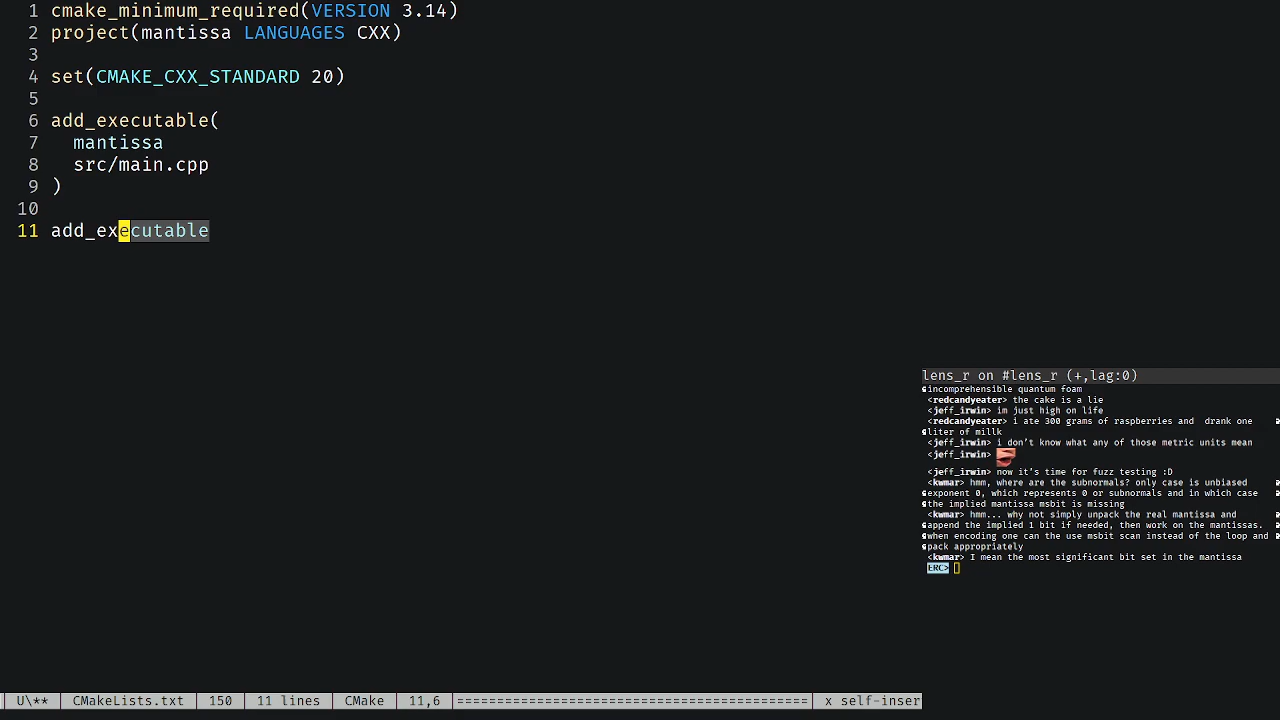 1 cmake_minimum_required(VERSION 3.14)
2 project(mantissa LANGUAGES CXX)
3
4 set(CMAKE_CXX_STANDARD 20)
5
6 add_executable(
7 mantissa
8 src/main.cpp
9 )
10
11 add_executable
lens_r on #lens_r (+,lag:0)
incomprehensible quantum foam
<redcandyeater> the cake is a lie
<jeff_irwin> im just high on life
<redcandyeater> i ate 300 grams of raspberries and drank one
liter of millk
<jeff_irwin> i don't know what any of those metric units mean
<jeff_irwin>
<jeff_irwin> now it's time for fuzz testing :D
<kwmar> hmm, where are the subnormals? only case is unbiased
exponent 0, which represents 0 or subnormals and in which case
the implied mantissa msbit is missing
<kwmar> hmm... why not simply unpack the real mantissa and
append the implied 1 bit if needed, then work on the mantissas.
when encoding one can the use msbit scan instead of the loop and
pack appropriately
<kwmar> I mean the most significant bit set in the mantissa
ERC>
U\** CMakeLists.txt 150 11 lines CMake 11,6 =============================================== x self-inser